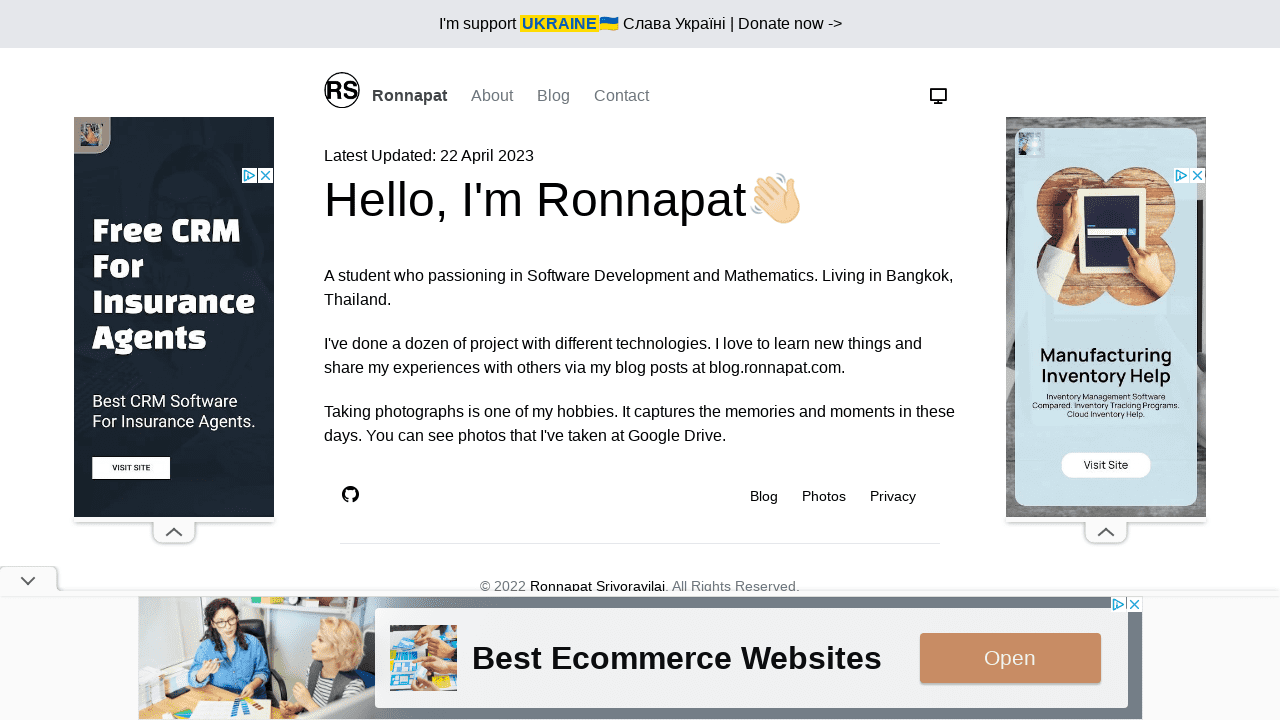 I'm support UKRAINE🇺🇦 Слава Україні | Donate now ->
RS
Ronnapat About Blog Contact
Latest Updated: 22 April 2023
Hello, I'm Ronnapat👋🏻
A student who passioning in Software Development and Mathematics. Living in Bangkok,
Thailand.
I've done a dozen of project with different technologies. I love to learn new things and
share my experiences with others via my blog posts at blog.ronnapat.com.
Taking photographs is one of my hobbies. It captures the memories and moments in these
days. You can see photos that I've taken at Google Drive.
Blog Photos Privacy
© 2022 Ronnapat Srivoravilai. All Rights Reserved.
Free CRM
For
Insurance
Agents
Best CRM Software
For Insurance Agents.
VISIT SITE
Manufacturing
Inventory Help
Inventory Management Software
Compared. Inventory Tracking Programs.
Cloud Inventory Help.
Visit Site
Best Ecommerce Websites
Open